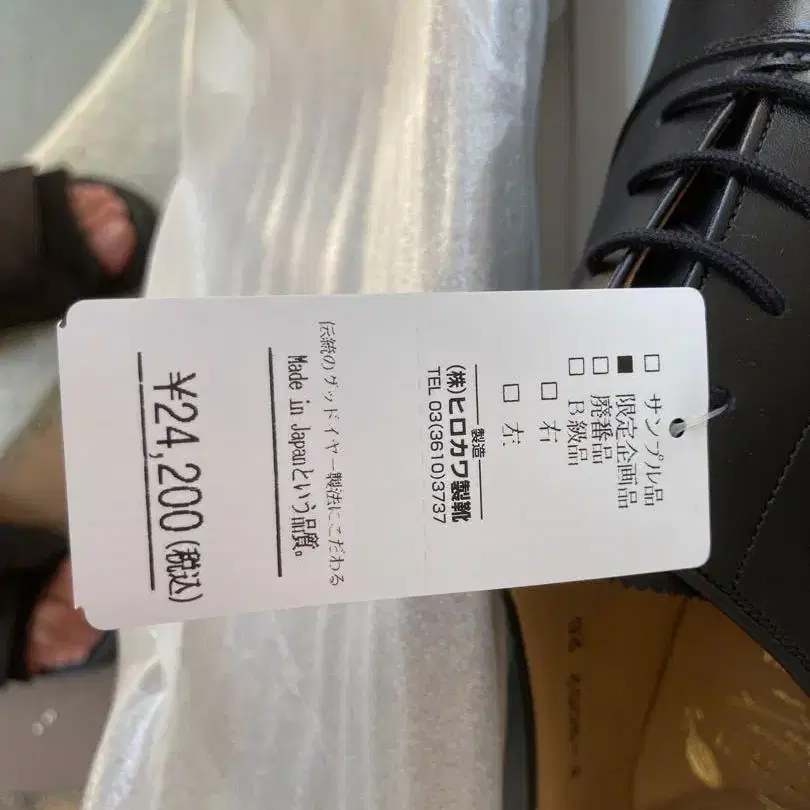 □ サンプル品
■ 限定企画品
□ 廃番品
□ B級品
□ 右
□ 左
製造
(株)ヒロカワ製靴
TEL 03(3610)3737
伝統のグッドイヤー製法にこだわる
Made in Japanという品質。
¥24,200(税込)